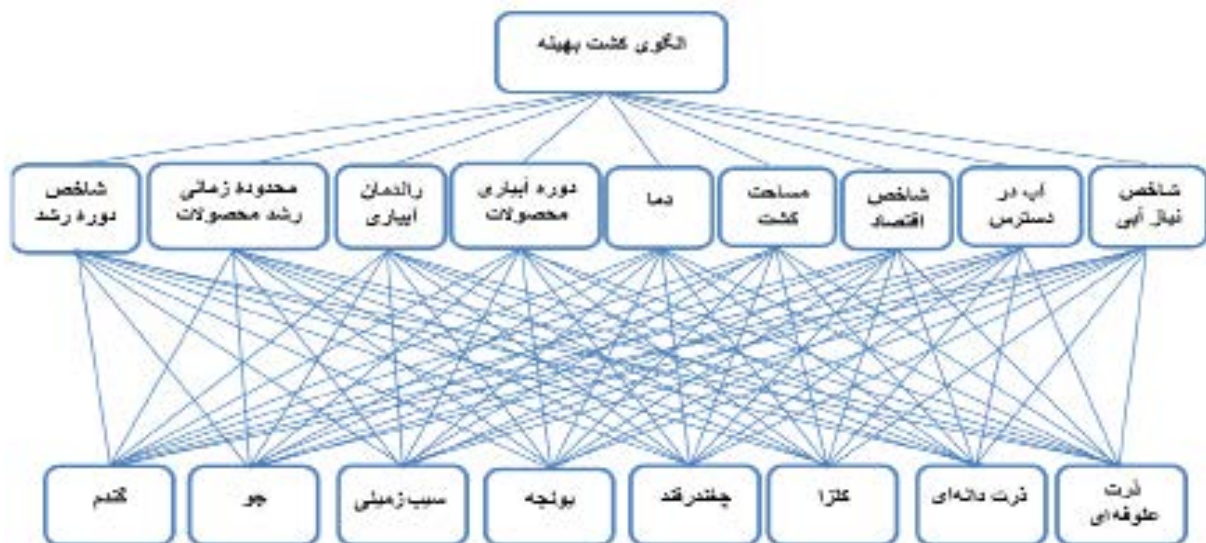 الگوی کشت بهینه
شاخص
نیاز آبی
آب در
دسترس
شاخص
اقتصاد
مساحت
کشت
دما
دوره آبیاری
محصولات
راندمان
آبیاری
محدوده زمانی
رشد محصولات
شاخص
دوره رشد
ذرت
علوفه‌ای
ذرت دانه‌ای
کلزا
چغندرقند
یونجه
سیب‌زمینی
جو
گندم